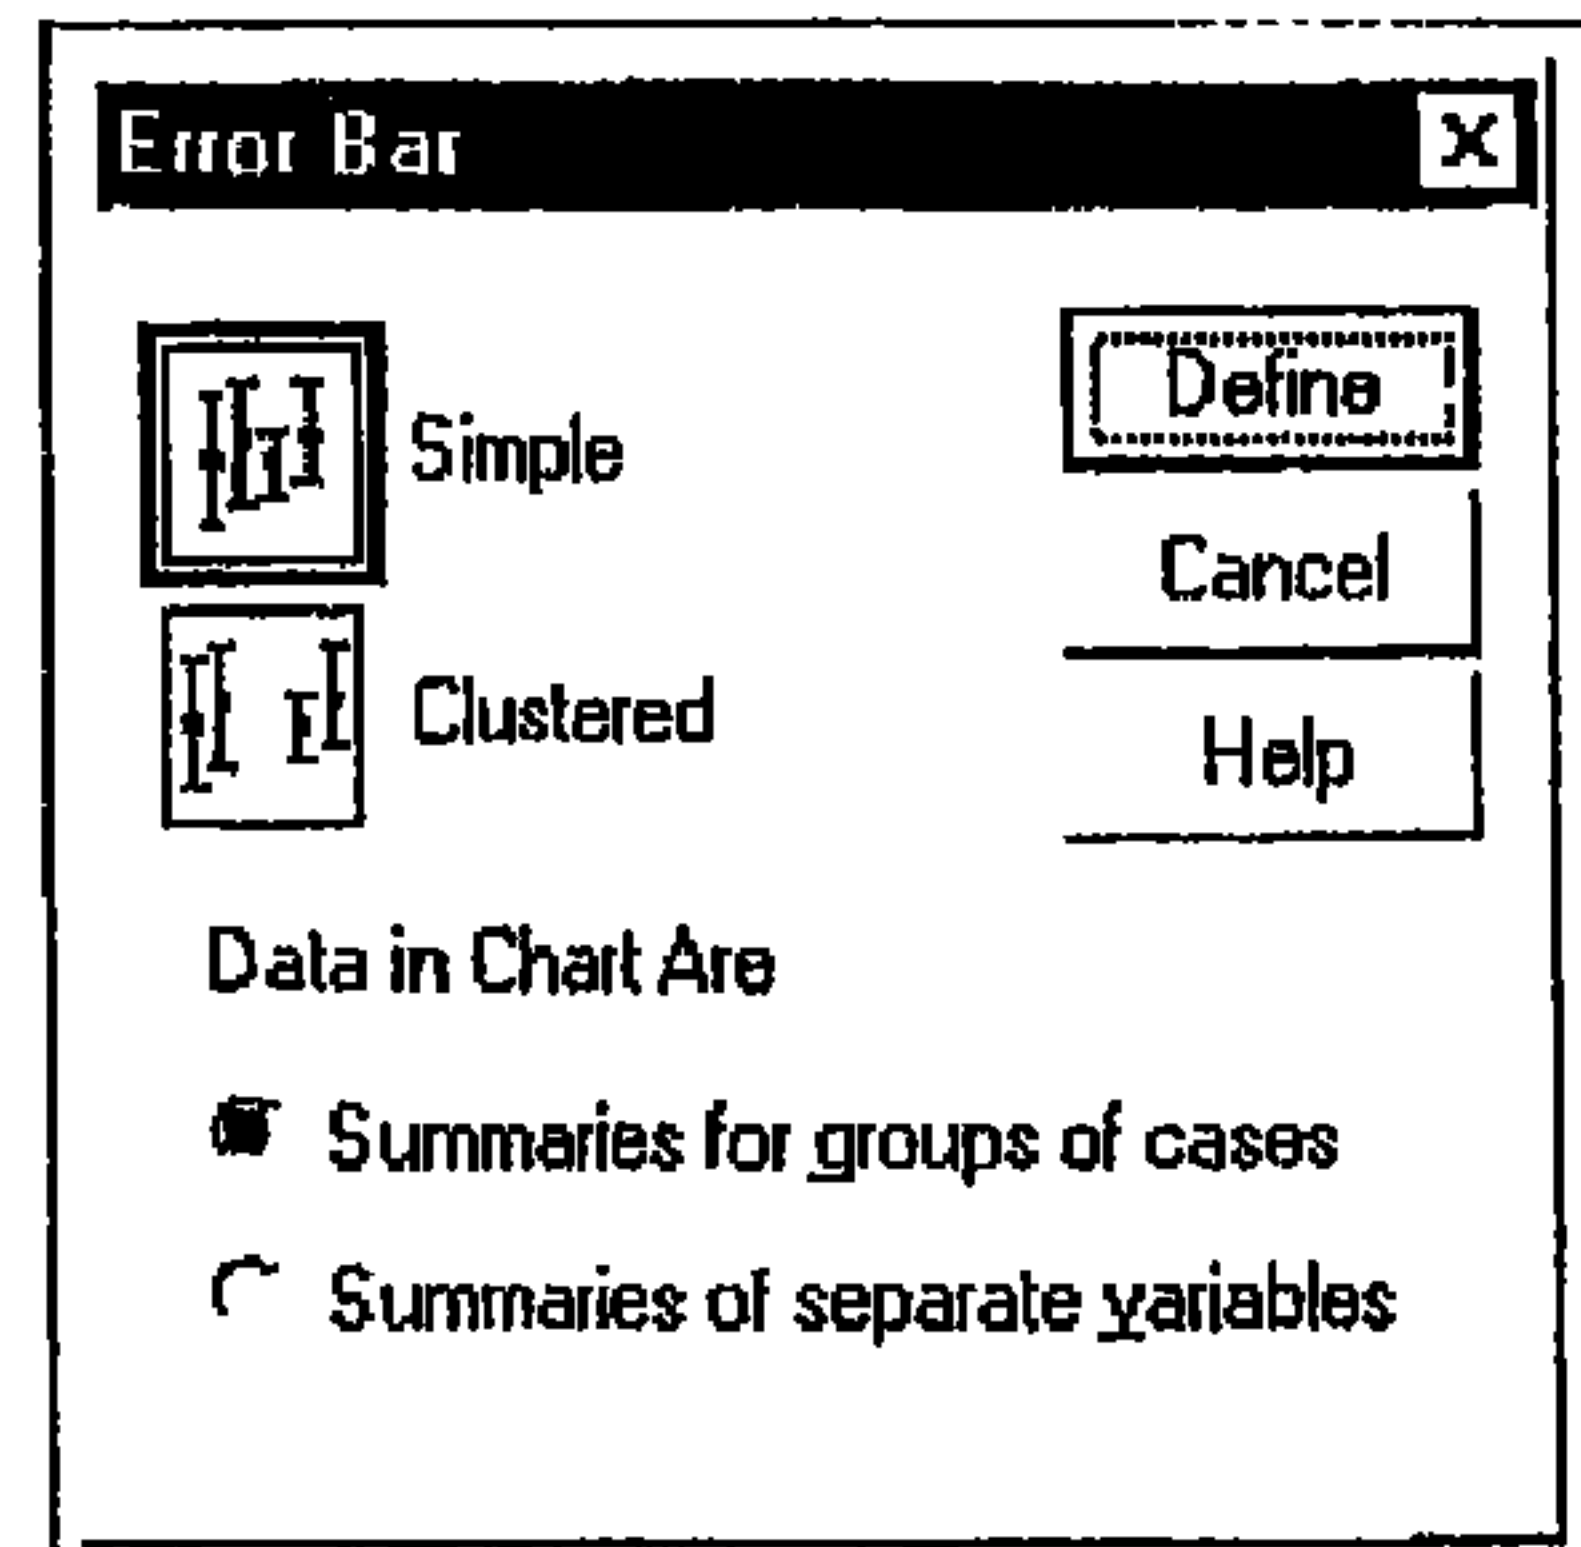 Error Bar X
Simple
Define
Cancel
Clustered
Help
Data in Chart Are
Summaries for groups of cases
Summaries of separate variables